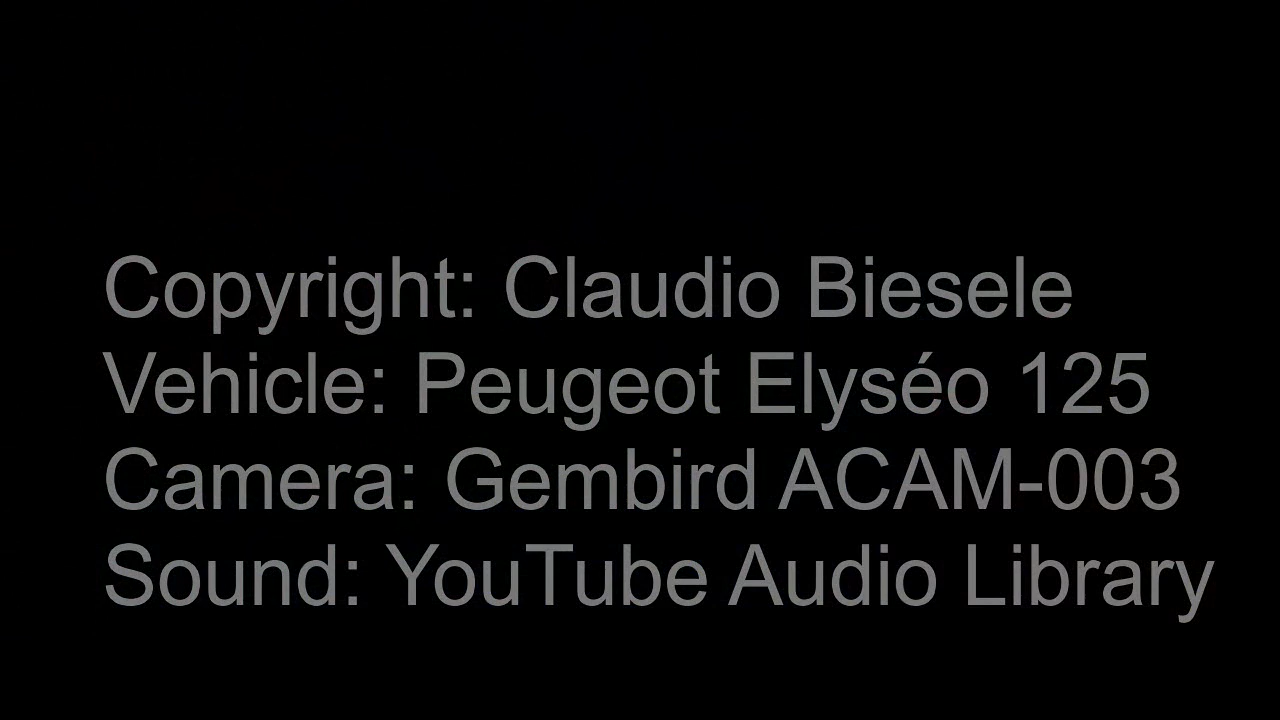 Copyright: Claudio Biesele
Vehicle: Peugeot Elyséo 125
Camera: Gembird ACAM-003
Sound: YouTube Audio Library